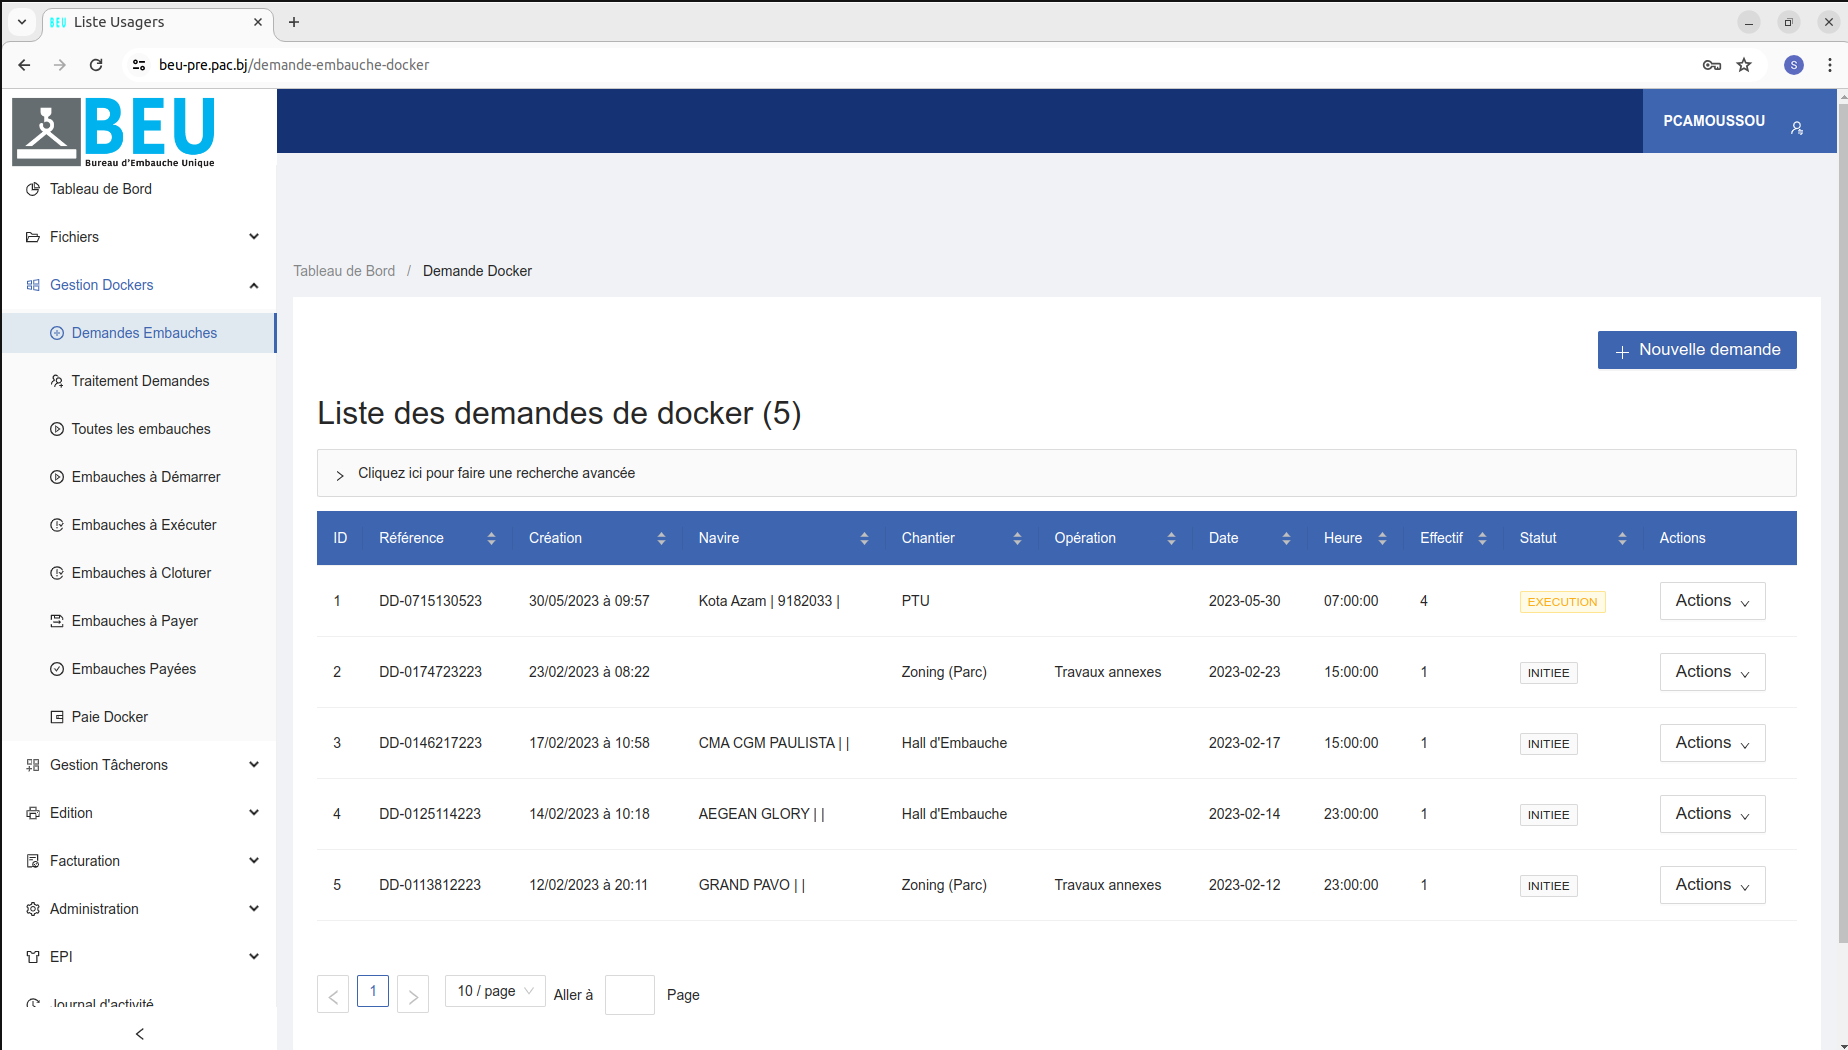 BEU Liste Usagers
beu-pre.pac.bj/demande-embauche-docker
S
BEU
Bureau d'Embauche Unique
PCAMOUSSOU
Tableau de Bord
Fichiers
Gestion Dockers
Demandes Embauches
Traitement Demandes
Toutes les embauches
Embauches à Démarrer
Embauches à Exécuter
Embauches à Cloturer
Embauches à Payer
Embauches Payées
Paie Docker
Gestion Tâcherons
Edition
Facturation
Administration
EPI
Journal d'activité
Tableau de Bord / Demande Docker
Nouvelle demande
Liste des demandes de docker (5)
Cliquez ici pour faire une recherche avancée
ID Référence Création Navire Chantier Opération Date Heure Effectif Statut Actions
1 DD-0715130523 30/05/2023 à 09:57 Kota Azam | 9182033 | PTU 2023-05-30 07:00:00 4 EXECUTION Actions
2 DD-0174723223 23/02/2023 à 08:22 Zoning (Parc) Travaux annexes 2023-02-23 15:00:00 1 INITIEE Actions
3 DD-0146217223 17/02/2023 à 10:58 CMA CGM PAULISTA | | Hall d'Embauche 2023-02-17 15:00:00 1 INITIEE Actions
4 DD-0125114223 14/02/2023 à 10:18 AEGEAN GLORY | | Hall d'Embauche 2023-02-14 23:00:00 1 INITIEE Actions
5 DD-0113812223 12/02/2023 à 20:11 GRAND PAVO | | Zoning (Parc) Travaux annexes 2023-02-12 23:00:00 1 INITIEE Actions
1 10 / page Aller à Page